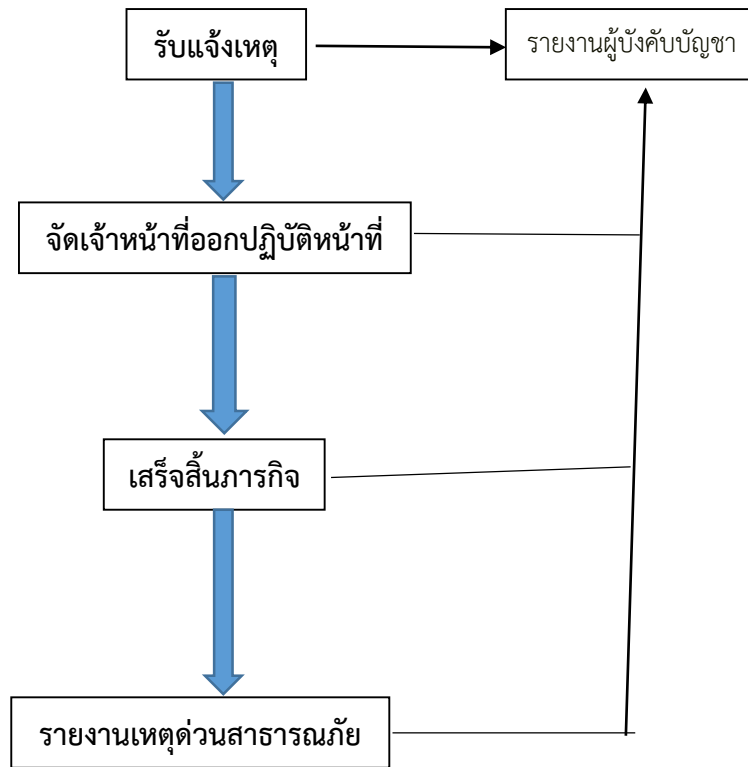 รับแจ้งเหตุ
รายงานผู้บังคับบัญชา
จัดเจ้าหน้าที่ออกปฏิบัติหน้าที่
เสร็จสิ้นภารกิจ
รายงานเหตุด่วนสาธารณภัย